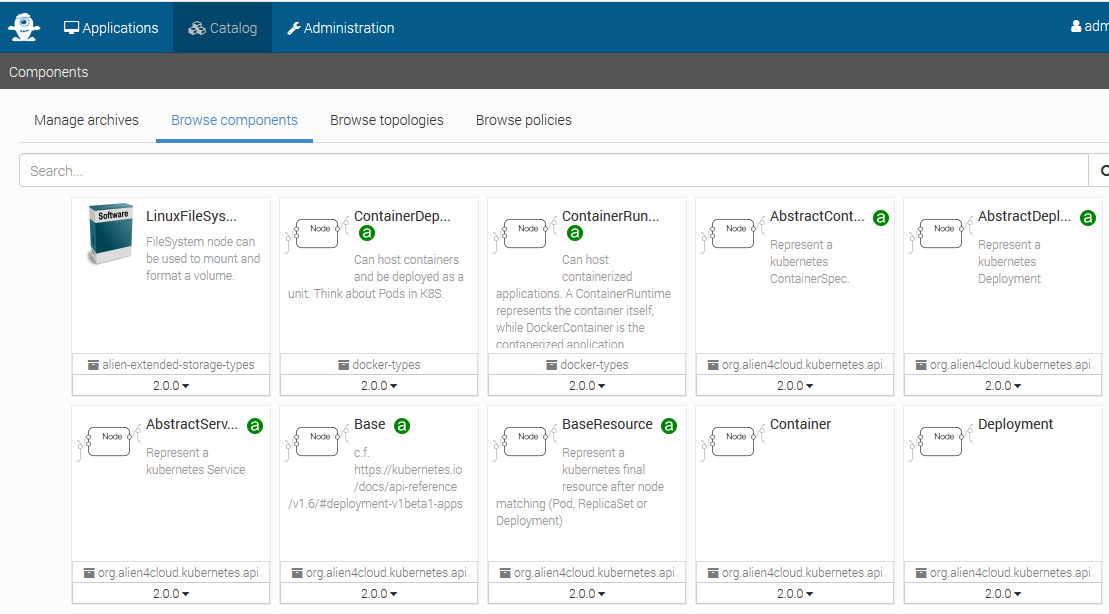 Applications Catalog Administration adm
Components
Manage archives Browse components Browse topologies Browse policies
Search...
Software
LinuxFileSys...
FileSystem node can
be used to mount and
format a volume.
alien-extended-storage-types
2.0.0
Node
ContainerDep...
a
Can host containers
and be deployed as a
unit. Think about Pods in K8S.
docker-types
2.0.0
Node
ContainerRun...
a
Can host
containerized
applications. A ContainerRuntime
represents the container itself,
while DockerContainer is the
contanerized application
docker-types
2.0.0
Node
AbstractCont... a
Represent a
kubernetes
ContainerSpec.
org.alien4cloud.kubernetes.api
2.0.0
Node
AbstractDepl... a
Represent a
kubernetes
Deployment
org.alien4cloud.kubernetes.api
2.0.0
Node
AbstractServ... a
Represent a
kubernetes Service
org.alien4cloud.kubernetes.api
2.0.0
Node
Base a
c.f.
https://kubernetes.io
/docs/api-reference
/v1.6/#deployment-v1beta1-apps
org.alien4cloud.kubernetes.api
2.0.0
Node
BaseResource a
Represent a
kubernetes final
resource after node
matching (Pod, ReplicaSet or
Deployment)
org.alien4cloud.kubernetes.api
2.0.0
Node
Container
org.alien4cloud.kubernetes.api
2.0.0
Node
Deployment
org.alien4cloud.kubernetes.api
2.0.0